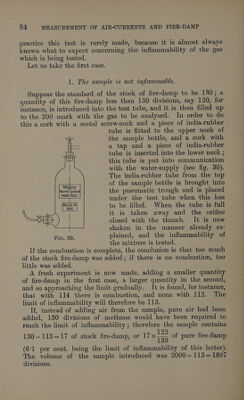 84 MEASUREMENT OF AIR-CURRENTS AND FIRE-DAMP
practice this test is rarely made, because it is almost always
known what to expect concerning the inflammability of the gas
which is being tested.
Let us take the first case.
1. The sample is not inflammable.
Suppose the standard of the stock of fire-damp to be 130; a
quantity of this fire-damp less than 130 divisions, say 120, for
instance, is introduced into the test tube, and it is then filled up
to the 200 mark with the gas to be analysed. In order to do
this a cork with a metal screw-cock and a piece of india-rubber
tube is fitted to the upper neck of
the sample bottle, and a cork with
a tap and a piece of india-rubber
tube is inserted into the lower neck;
this tube is put into communication
with the water-supply (see fig. 30).
The india-rubber tube from the top
of the sample bottle is brought into
the pneumatic trough and is placed
under the test tube when this has
to be filled. When the tube is full
it is taken away and the orifice
closed with the thumb. It is now
shaken in the manner already ex-
plained, and the inflammability of
the mixture is tested.
FIG. 30.
If the combustion is complete, the conclusion is that too much
of the stock fire-damp was added; if there is no combustion, too
little was added.
A fresh experiment is now made, adding a smaller quantity
of fire-damp in the first case, a larger quantity in the second,
and so approaching the limit gradually. It is found, for instance,
that with 114 there is combustion, and none with 112. The
limit of inflammability will therefore be 113.
If, instead of adding air from the sample, pure air had been
added, 130 divisions of methane would have been required to
reach the limit of inflammability; therefore the sample contains
130 - 113 = 17 of stock fire-damp, or 17 × 122/130 of pure fire-damp
(6·1 per cent. being the limit of inflammability of this latter).
The volume of the sample introduced was 2000 - 113 = 1887
divisions.